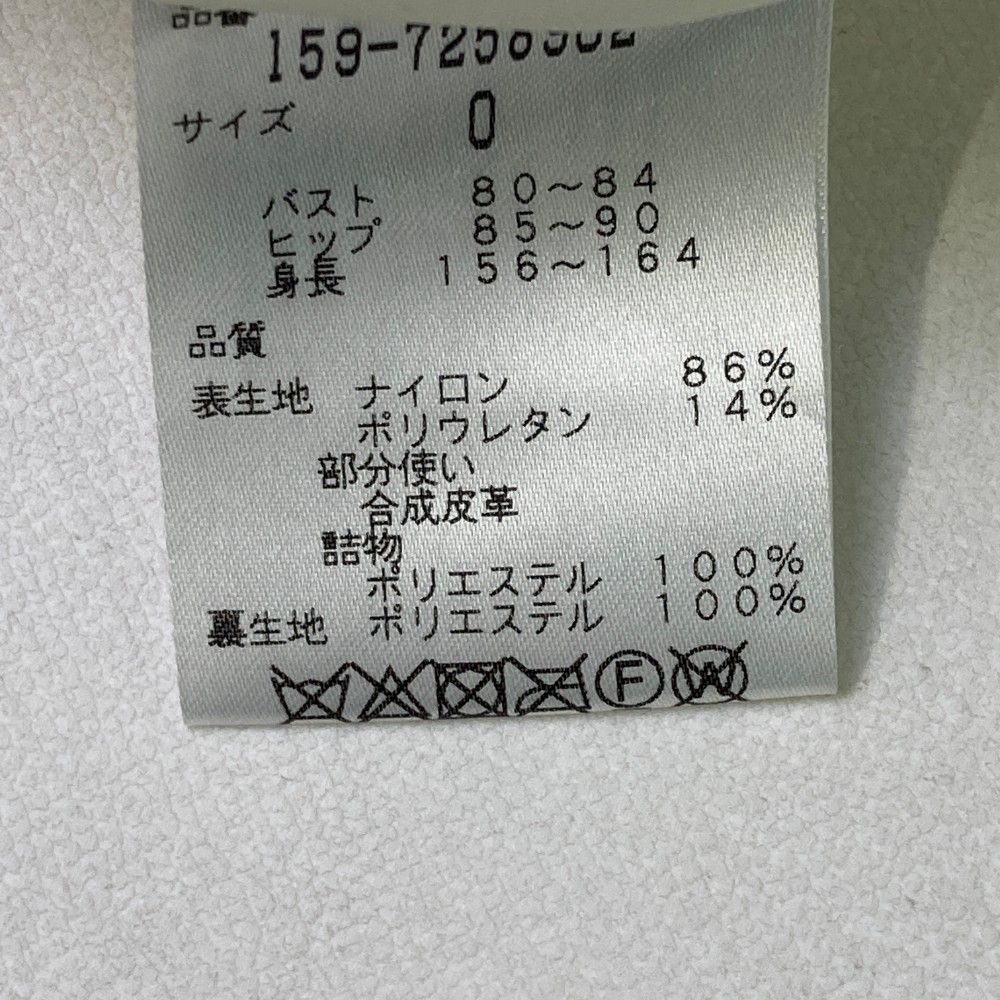 品番
159-7258
サイズ 0
バスト 80～84
ヒップ 85～90
身長 156～164
品質
表生地 ナイロン 86%
ポリウレタン 14%
部分使い
合成皮革
詰物
ポリエステル 100%
裏生地 ポリエステル 100%
F W